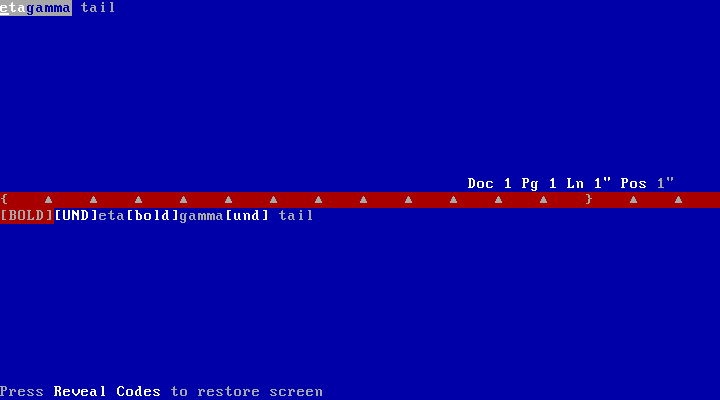 etagamma tail
Doc 1 Pg 1 Ln 1" Pos 1"
{ ▲ ▲ ▲ ▲ ▲ ▲ ▲ ▲ ▲ ▲ ▲ ▲ } ▲ ▲
[BOLD][UND]eta[bold]gamma[und] tail
Press Reveal Codes to restore screen